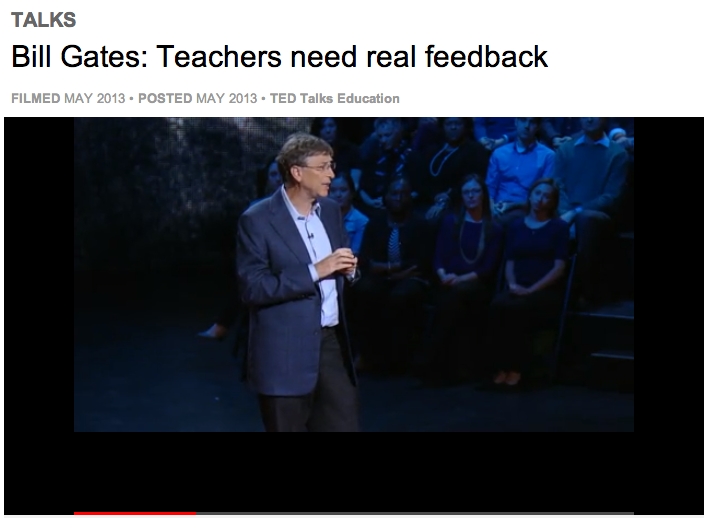 TALKS
Bill Gates: Teachers need real feedback
FILMED MAY 2013 • POSTED MAY 2013 • TED Talks Education